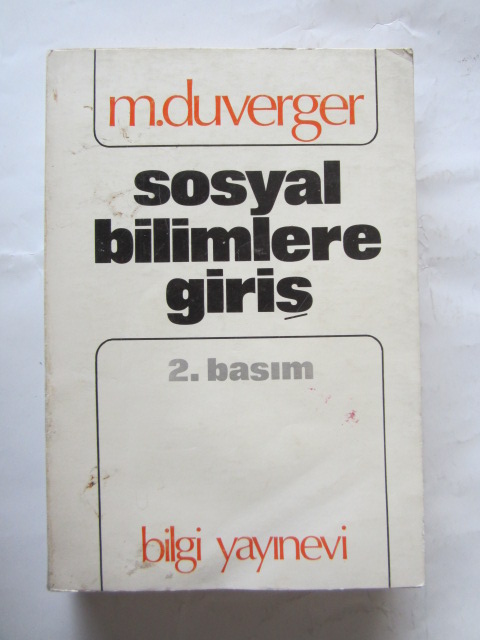 m.duverger
sosyal
bilimlere
giriş
2. basım
bilgi yayınevi